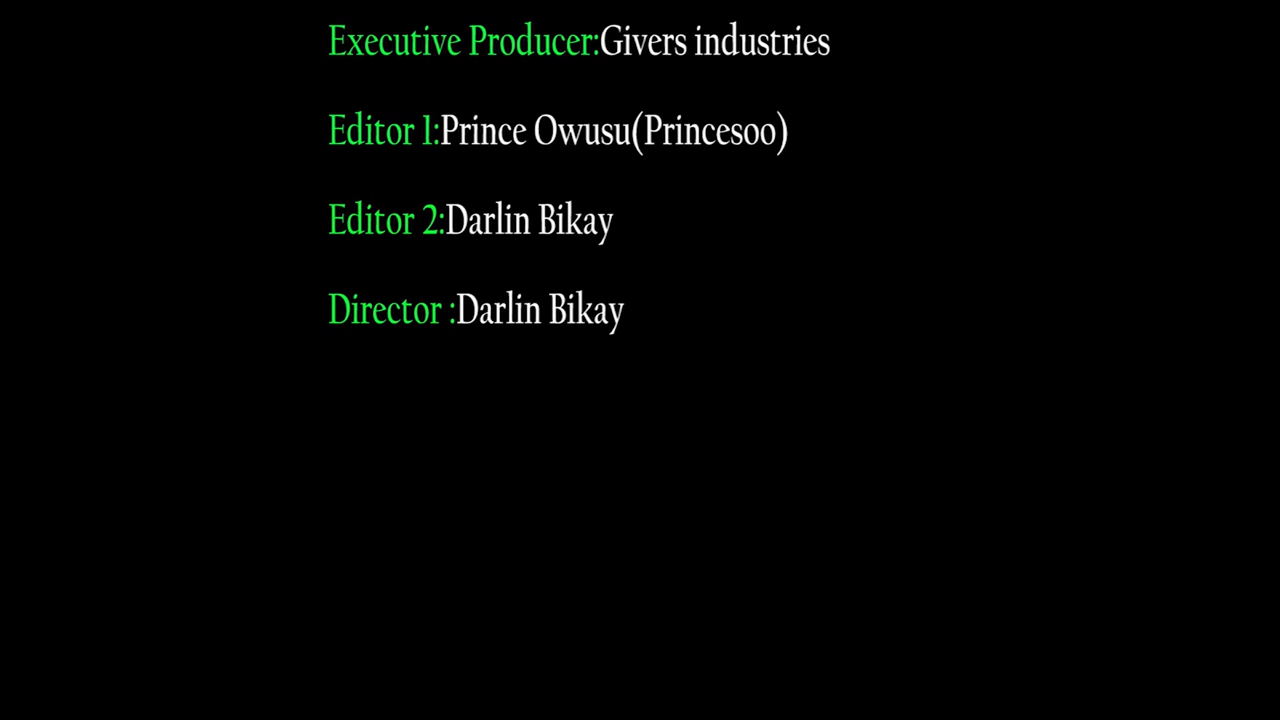 Executive Producer:Givers industries
Editor 1:Prince Owusu(Princesoo)
Editor 2:Darlin Bikay
Director :Darlin Bikay